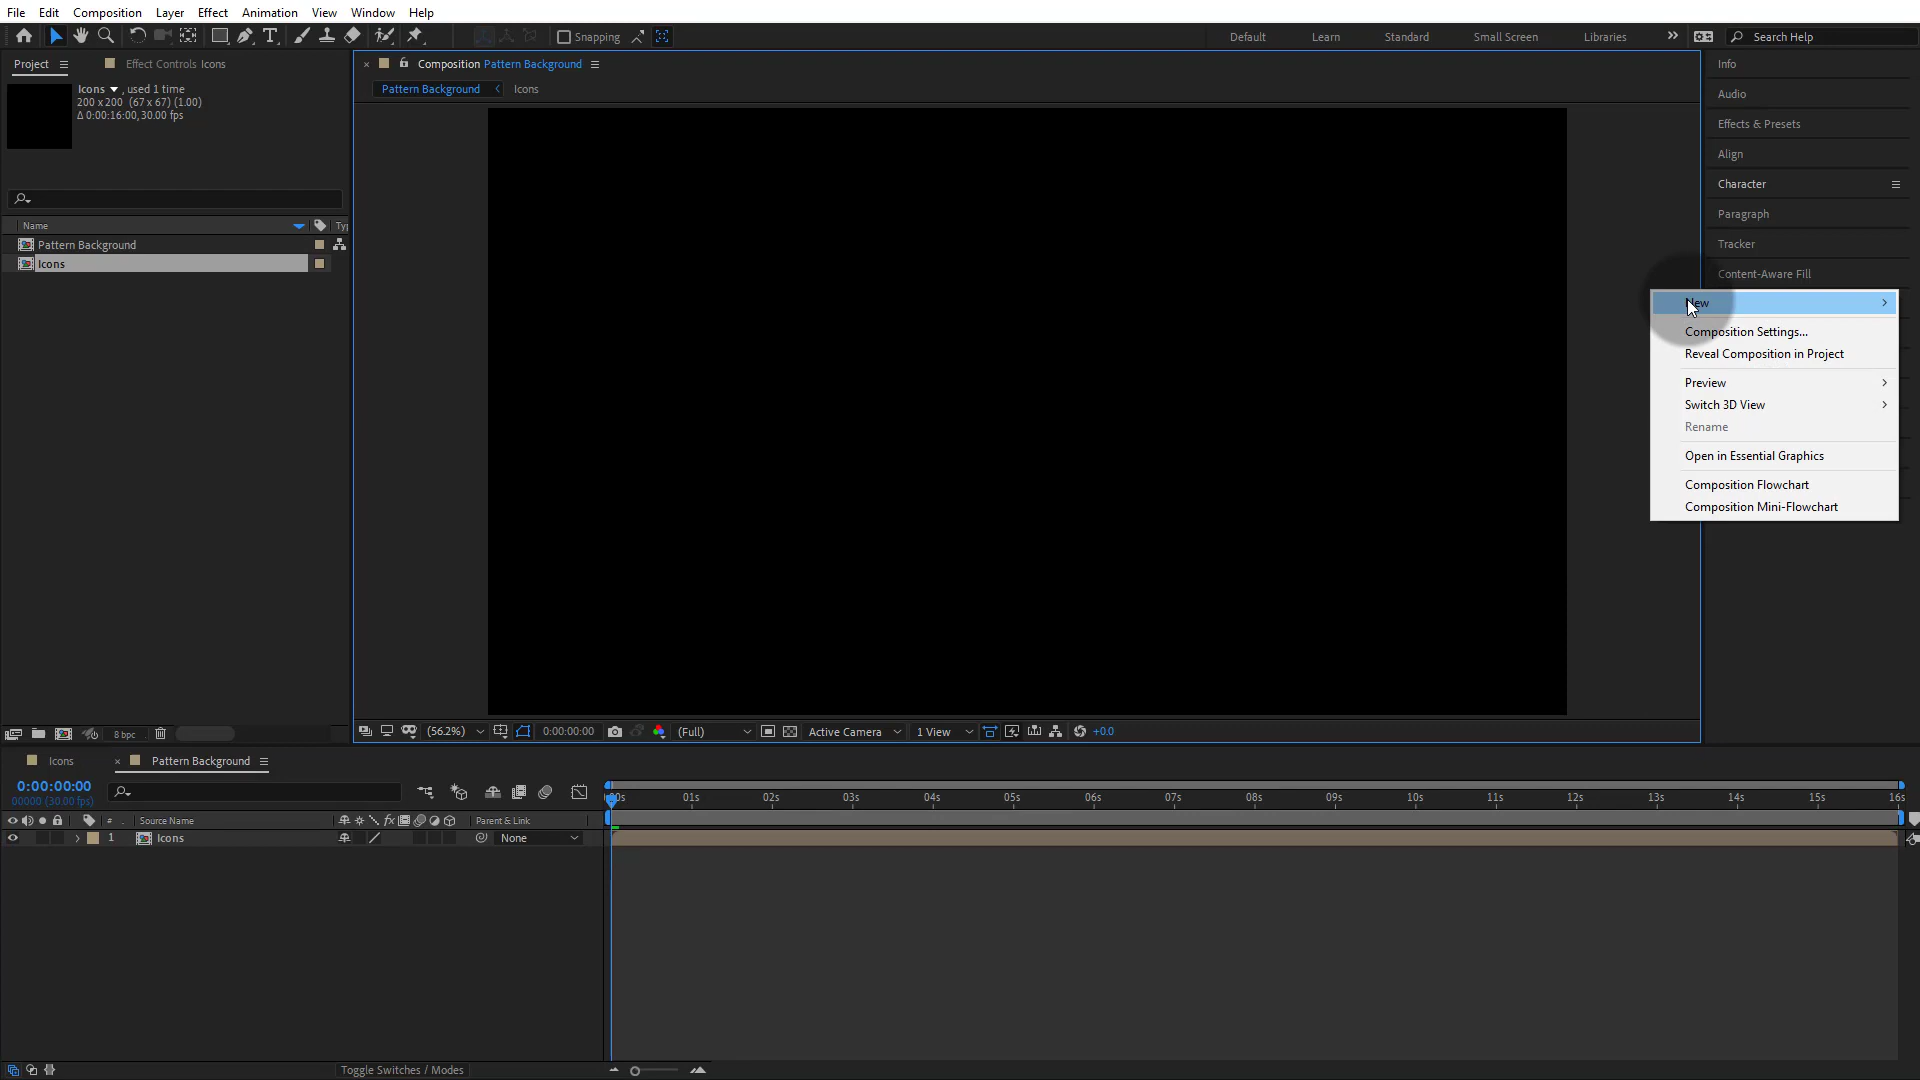 File Edit Composition Layer Effect Animation View Window Help
Snapping Default Learn Standard Small Screen Libraries Search Help
Project Effect Controls Icons
Icons , used 1 time
200 x 200 (67 x 67) (1.00)
Δ 0:00:16:00, 30.00 fps
Composition Pattern Background
Pattern Background Icons
Info
Audio
Effects & Presets
Align
Character
Paragraph
Tracker
Content-Aware Fill
Name
Pattern Background
Icons
New
Composition Settings...
Reveal Composition in Project
Preview
Switch 3D View
Rename
Open in Essential Graphics
Composition Flowchart
Composition Mini-Flowchart
8 bpc
(56.2%) 0:00:00:00 (Full) Active Camera 1 View +0.0
Icons Pattern Background
0:00:00:00
00000 (30.00 fps)
01s 02s 03s 04s 05s 06s 07s 08s 09s 10s 11s 12s 13s 14s 15s 16s
# Source Name fx Parent & Link
1 Icons None
Toggle Switches / Modes